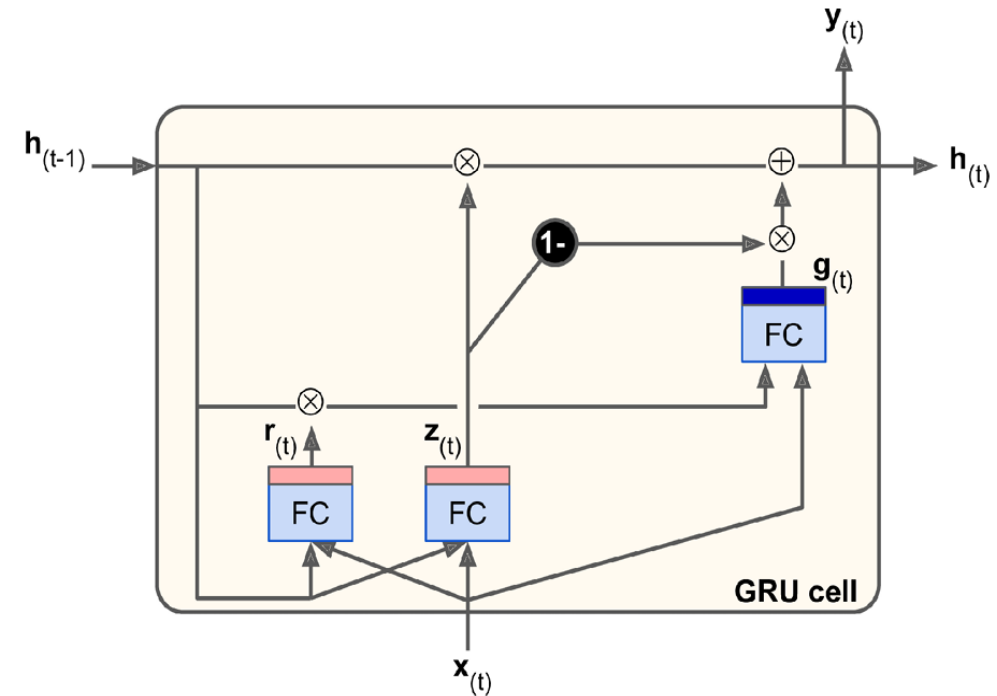 y(t)
h(t-1)
h(t)
1-
g(t)
FC
r(t)
z(t)
FC
FC
GRU cell
x(t)